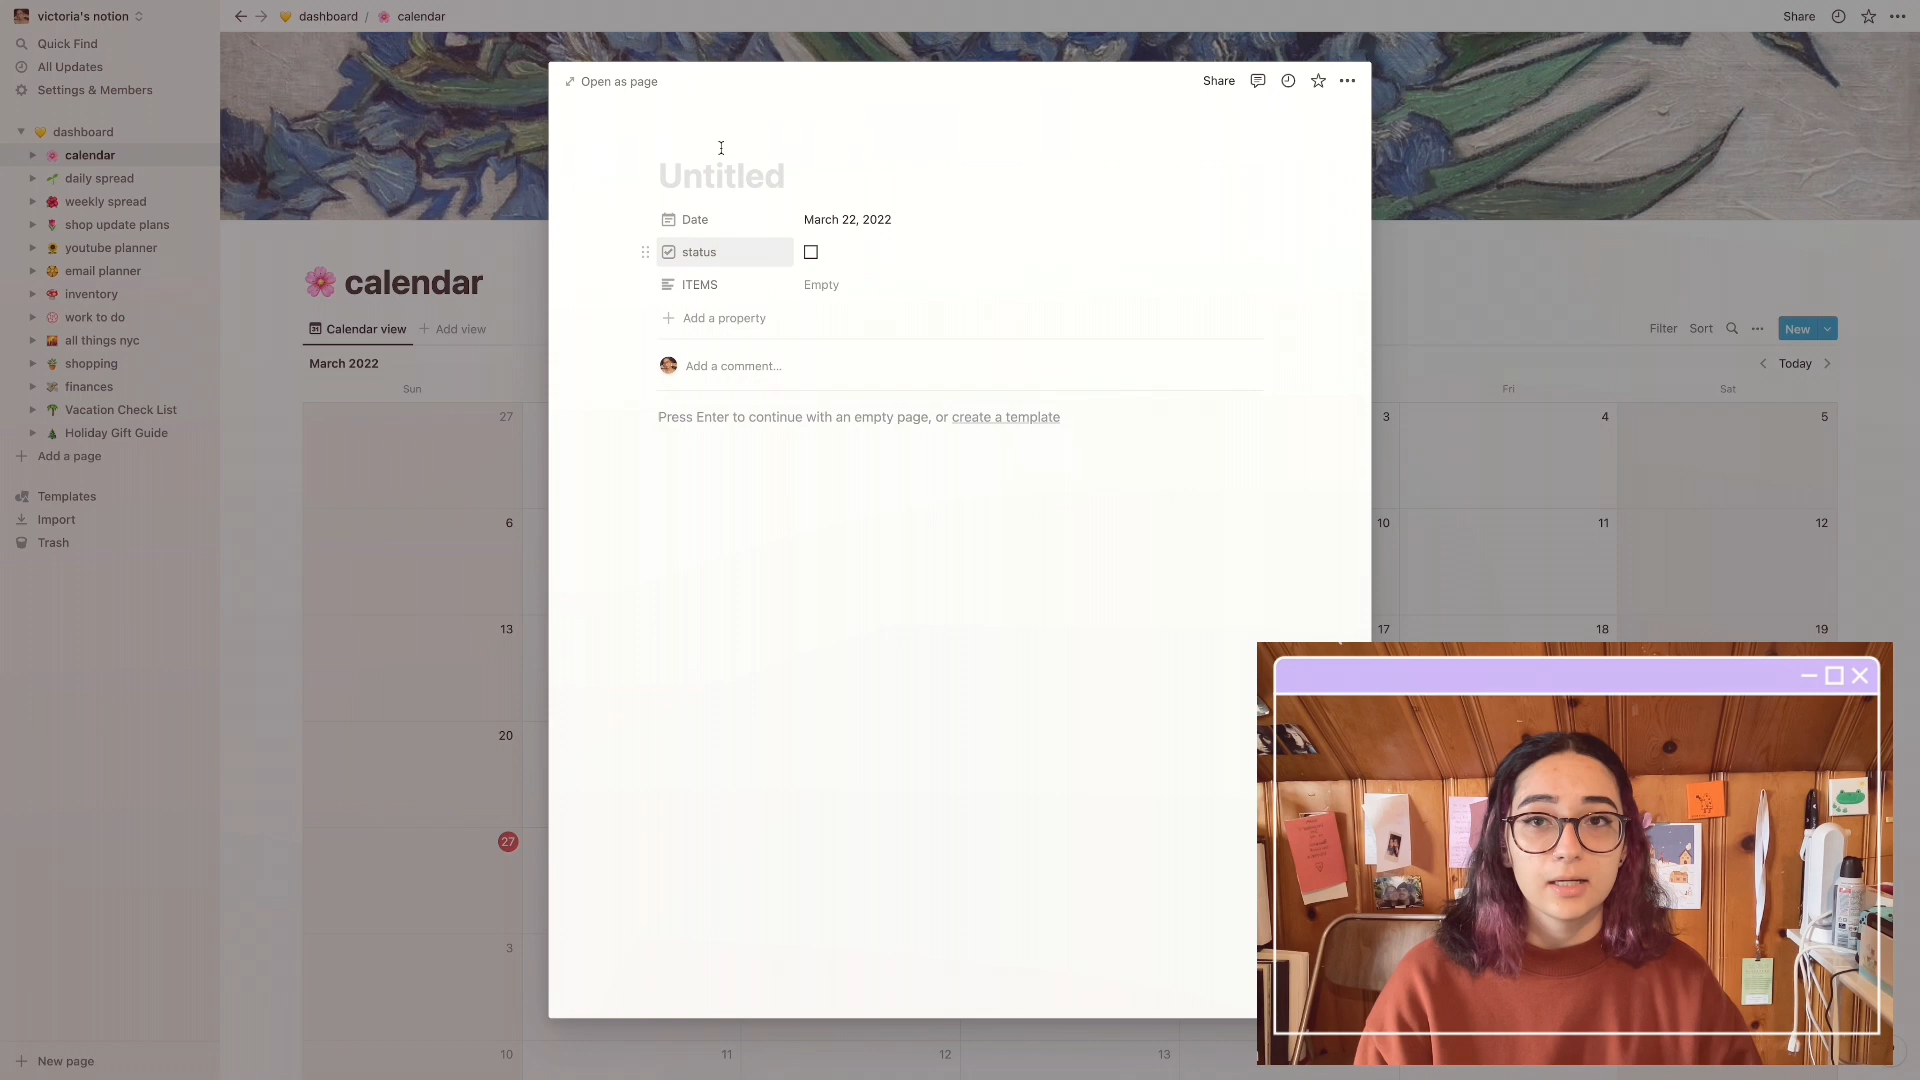 victoria's notion
Quick Find
All Updates
Settings & Members
dashboard
calendar
daily spread
weekly spread
shop update plans
youtube planner
email planner
inventory
work to do
all things nyc
shopping
finances
Vacation Check List
Holiday Gift Guide
Add a page
Templates
Import
Trash
New page
dashboard / calendar
Share
Open as page
Share
Untitled
Date March 22, 2022
status
ITEMS Empty
Add a property
Add a comment...
Press Enter to continue with an empty page, or create a template
calendar
Calendar view Add view
Filter Sort New
March 2022
Today
Sun Fri Sat
27 3 4 5
6 10 11 12
13 17 18 19
20
27
3
10 11 12 13